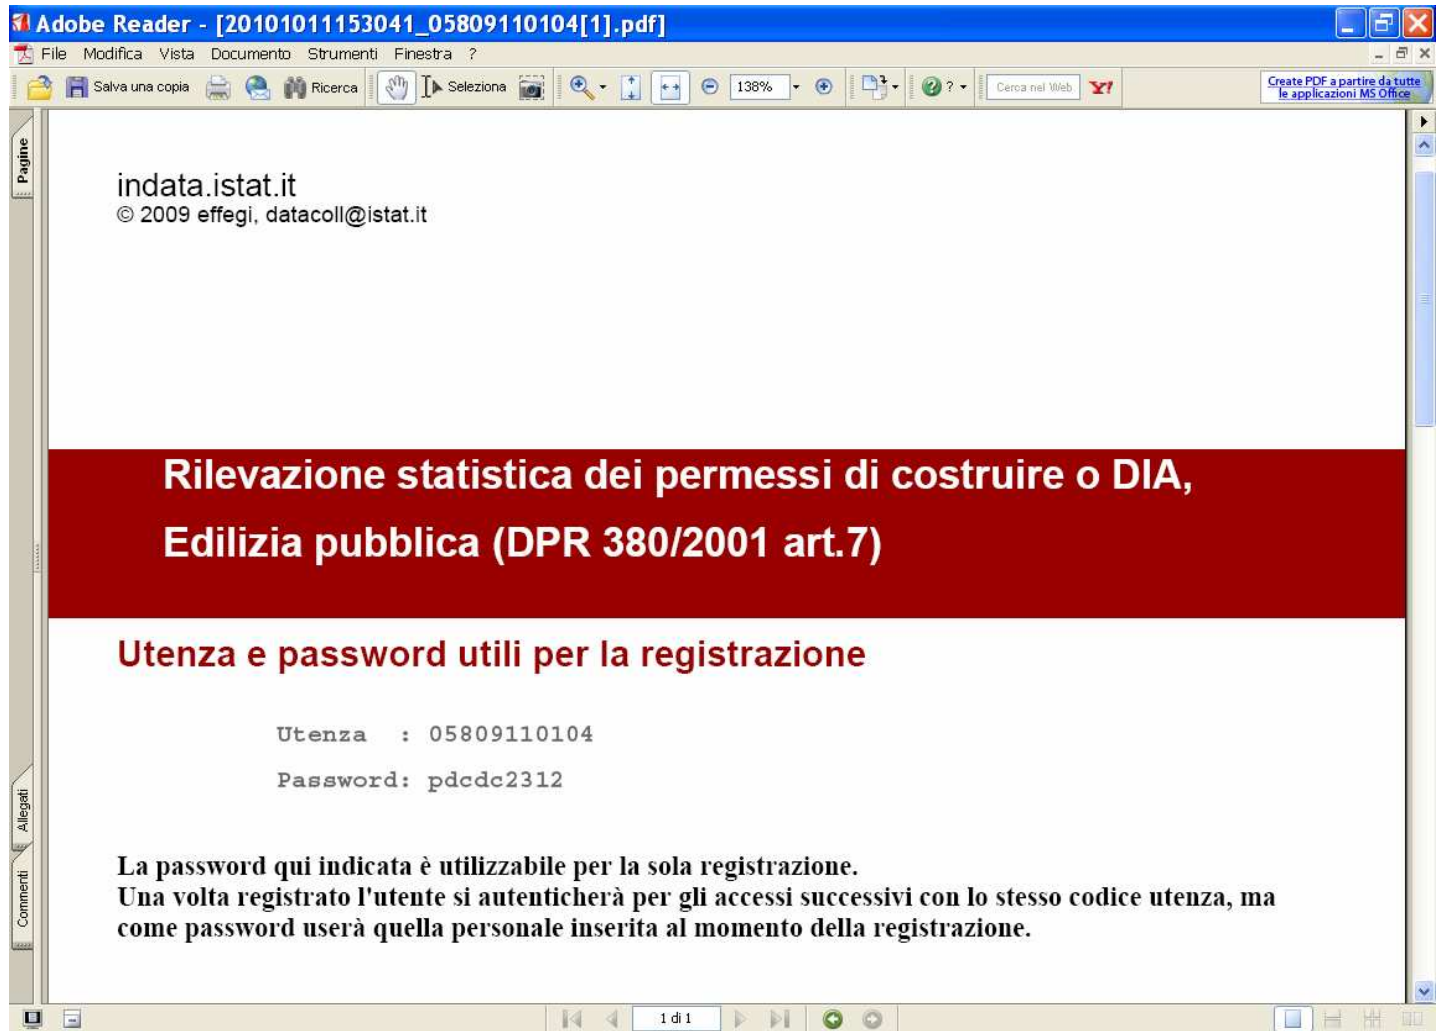 Adobe Reader - [20101011153041_05809110104[1].pdf]
File Modifica Vista Documento Strumenti Finestra ?
Salva una copia Ricerca Seleziona 138% ? Cerca nel Web Y! Create PDF a partire da tutte
le applicazioni MS Office
Pagine
indata.istat.it
© 2009 effegi, datacoll@istat.it
Rilevazione statistica dei permessi di costruire o DIA,
Edilizia pubblica (DPR 380/2001 art.7)
Utenza e password utili per la registrazione
Utenza : 05809110104
Password: pdcdc2312
Allegati
Commenti
La password qui indicata è utilizzabile per la sola registrazione.
Una volta registrato l'utente si autenticherà per gli accessi successivi con lo stesso codice utenza, ma
come password userà quella personale inserita al momento della registrazione.
1 di 1